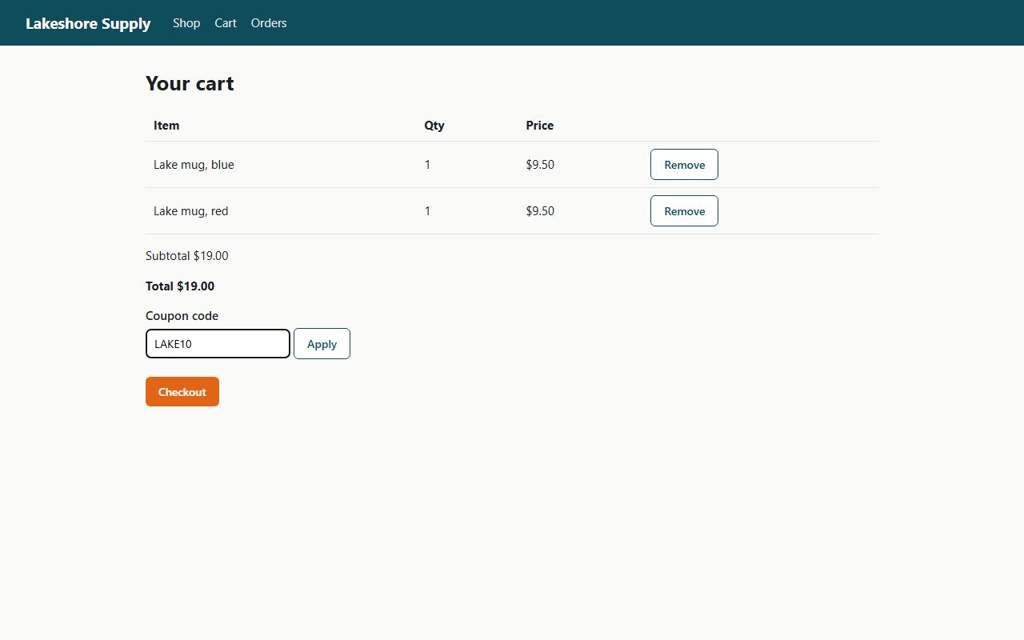 Lakeshore Supply Shop Cart Orders
Your cart
Item Qty Price
Lake mug, blue 1 $9.50 Remove
Lake mug, red 1 $9.50 Remove
Subtotal $19.00
Total $19.00
Coupon code
LAKE10 Apply
Checkout